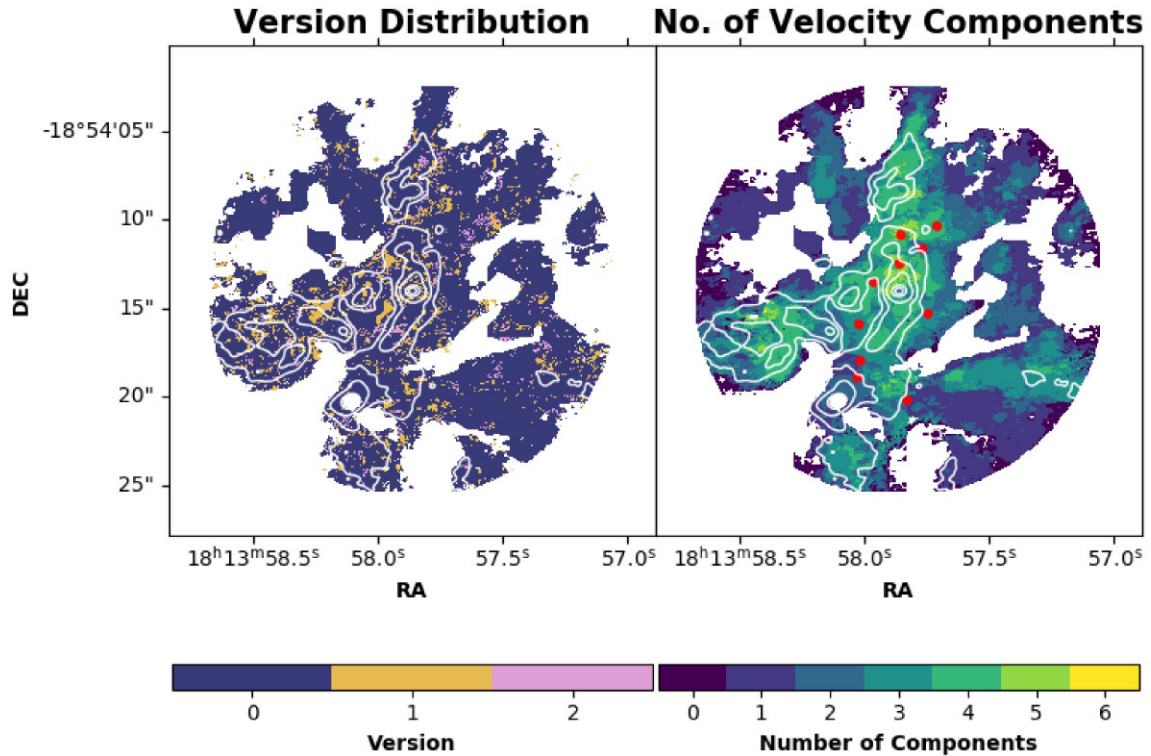 Version Distribution
No. of Velocity Components
-18°54'05"
10"
15"
20"
25"
DEC
18ʰ13ᵐ58.5ˢ 58.0ˢ 57.5ˢ 57.0ˢ
18ʰ13ᵐ58.5ˢ 58.0ˢ 57.5ˢ 57.0ˢ
RA
RA
0 1 2
0 1 2 3 4 5 6
Version
Number of Components